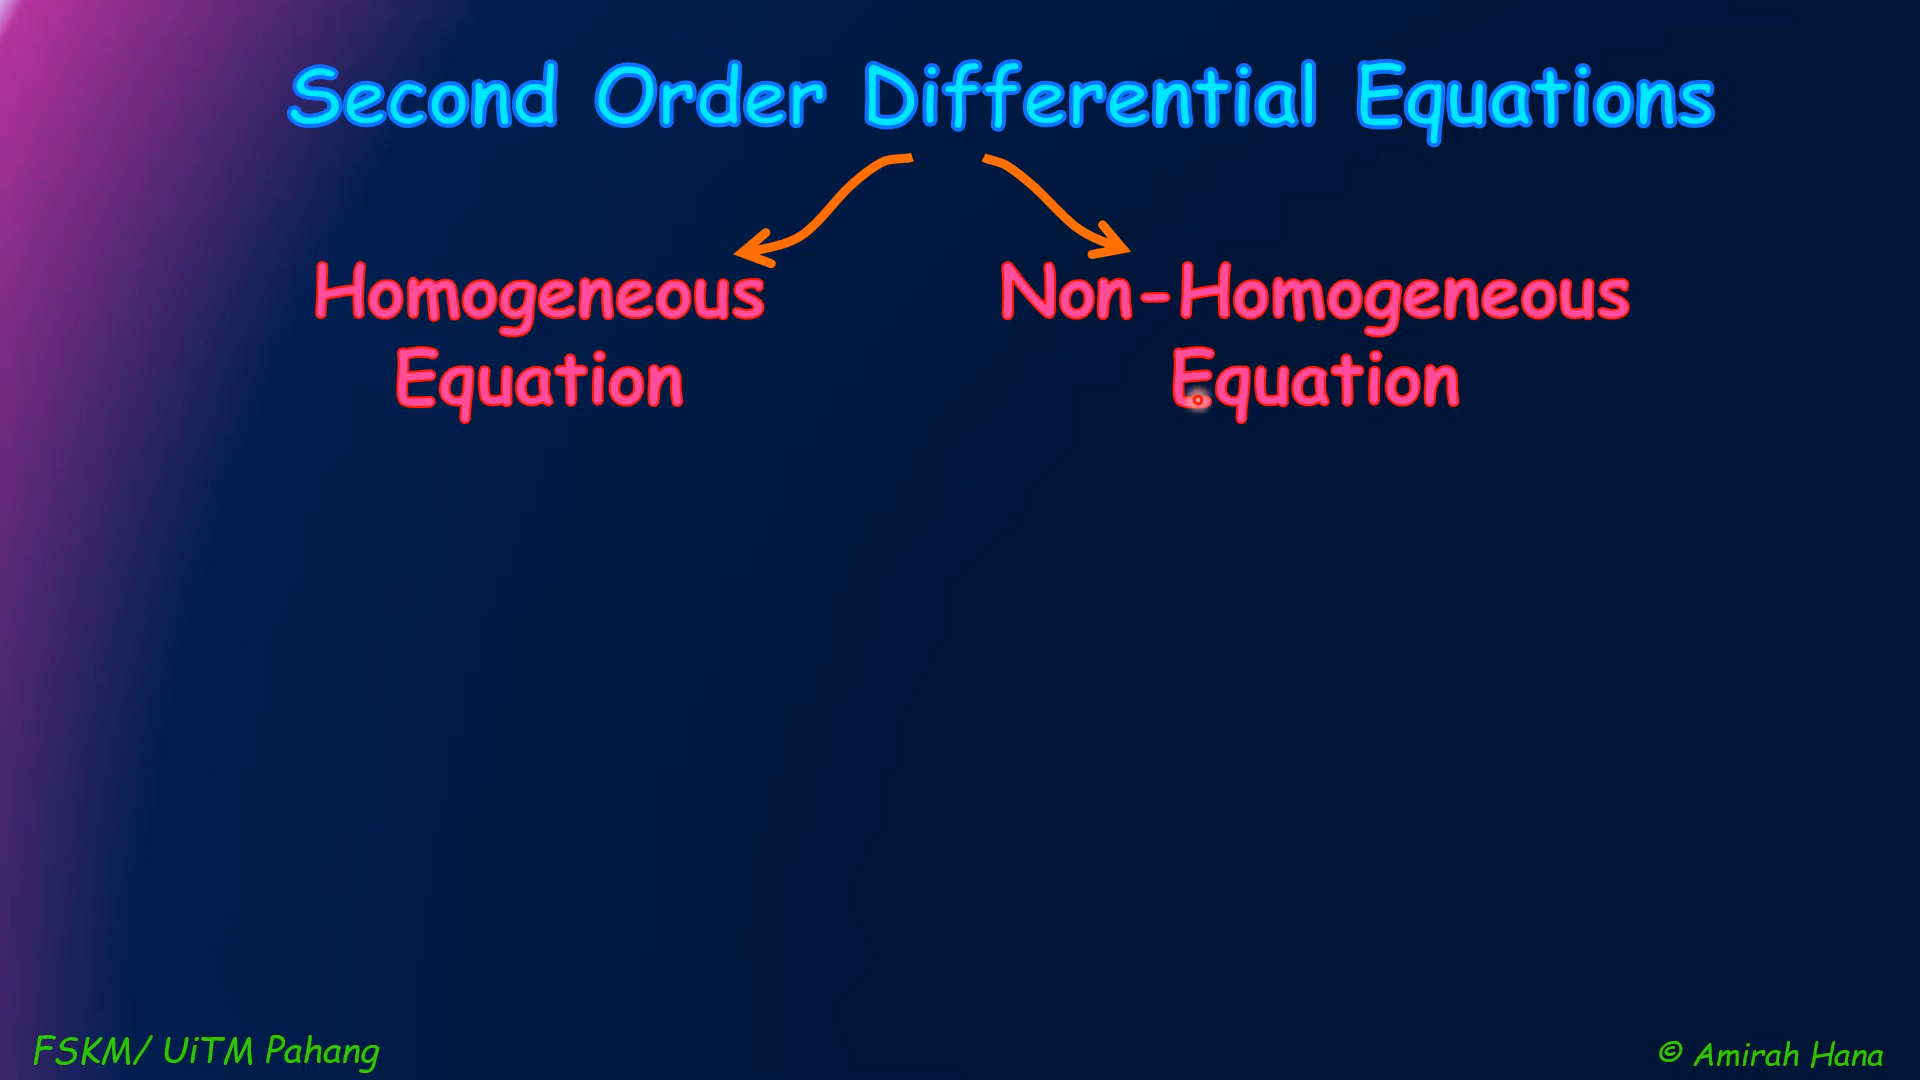 Second Order Differential Equations
Homogeneous
Equation
Non-Homogeneous
Equation
FSKM/ UiTM Pahang
© Amirah Hana